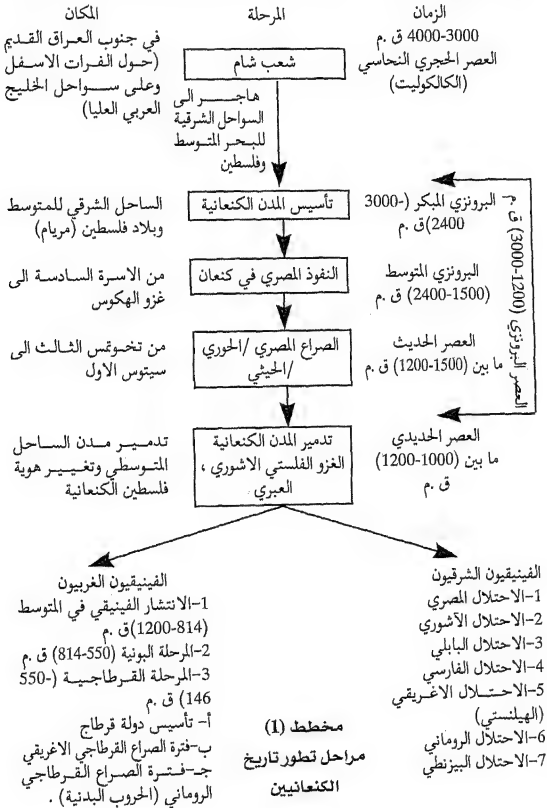 الزمان
المرحلة
المكان
4000-3000 ق .م
العصر الحجري النحاسي
(الكالكوليت)
شعب شام
في جنوب العراق القديم
(حول الفرات الاسفل
وعلى سواحل الخليج
العربي العليا)
هاجر الى
السواحل الشرقية
للبحر المتوسط
وفلسطين
العصر البرونزي (1200-3000) ق .م
البرونزي المبكر (3000-
2400)ق .م
تأسيس المدن الكنعانية
الساحل الشرقي للمتوسط
وبلاد فلسطين (مريام)
البرونزي المتوسط
(2400-1500) ق .م
النفوذ المصري في كنعان
من الاسرة السادسة الى
غزو الهكوس
العصر الحديث
ما بين (1500-1200) ق .م
الصراع المصري /الحوري
/الحيثي
من تحوتمس الثالث الى
سيتوس الاول
العصر الحديدي
ما بين (1000-1200)
ق .م
تدمير المدن الكنعانية
الغزو الفلستي الاشوري ،
العبري
تدمير مدن الساحل
المتوسطي وتغيير هوية
فلسطين الكنعانية
الفينيقيون الشرقيون
1-الاحتلال المصري
2-الاحتلال الآشوري
3-الاحتلال البابلي
4-الاحتلال الفارسي
5-الاحتلال الاغريقي
(الهيلنستي)
6-الاحتلال الروماني
7-الاحتلال البيزنطي
الفينيقيون الغربيون
1-الانتشار الفينيقي في المتوسط
(1200-814)ق .م
2-المرحلة البونية (550-814) ق .م
3-المرحلة القرطاجية (550-
146) ق .م
أ- تأسيس دولة قرطاج
ب-فترة الصراع القرطاجي الاغريقي
جـ-فترة الصراع القرطاجي
الروماني (الحروب البدنية) .
مخطط (1)
مراحل تطور تاريخ
الكنعانيين